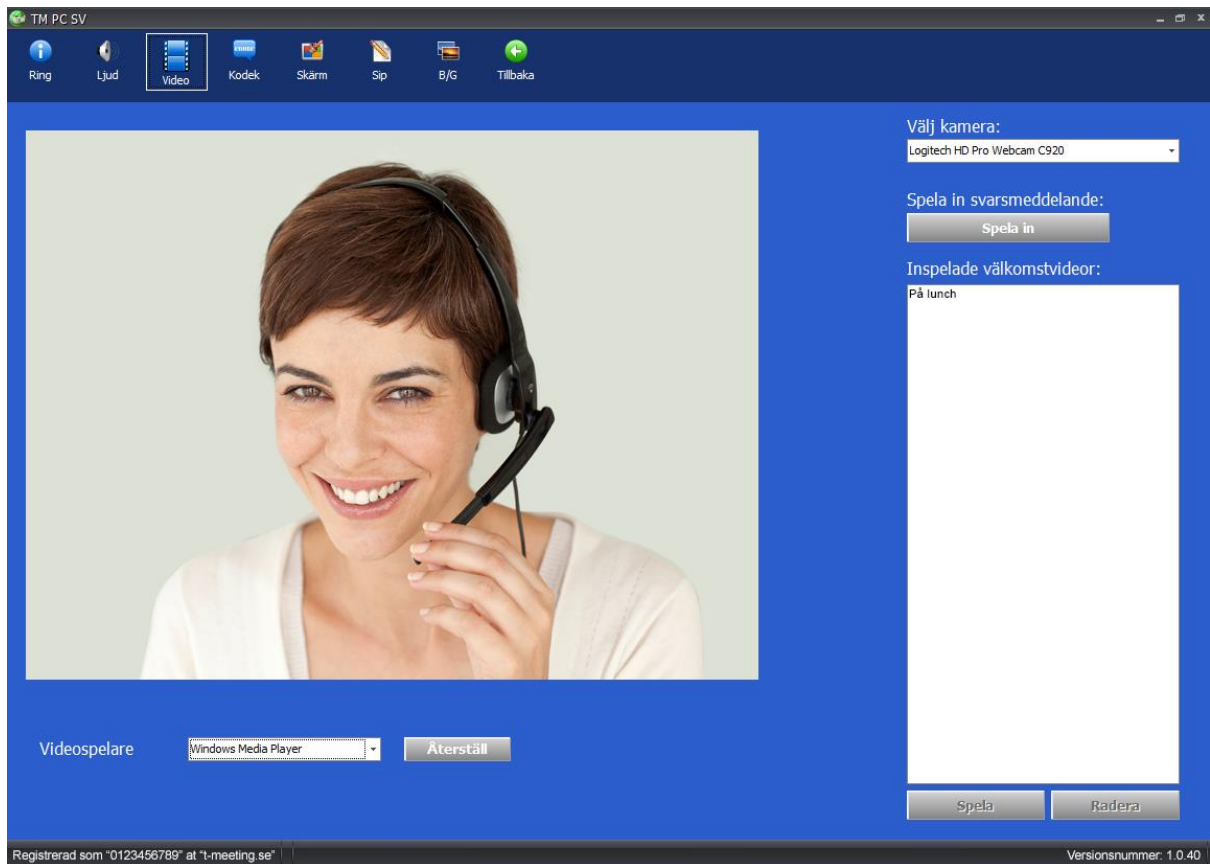 TM PC SV
Ring
Ljud
Video
Kodek
Skärm
Sip
B/G
Tillbaka
Välj kamera:
Logitech HD Pro Webcam C920
Spela in svarsmeddelande:
Spela in
Inspelade välkomstvideor:
På lunch
Videospelare
Windows Media Player
Återställ
Spela
Radera
Registrerad som "0123456789" at "t-meeting.se"
Versionsnummer: 1.0.40